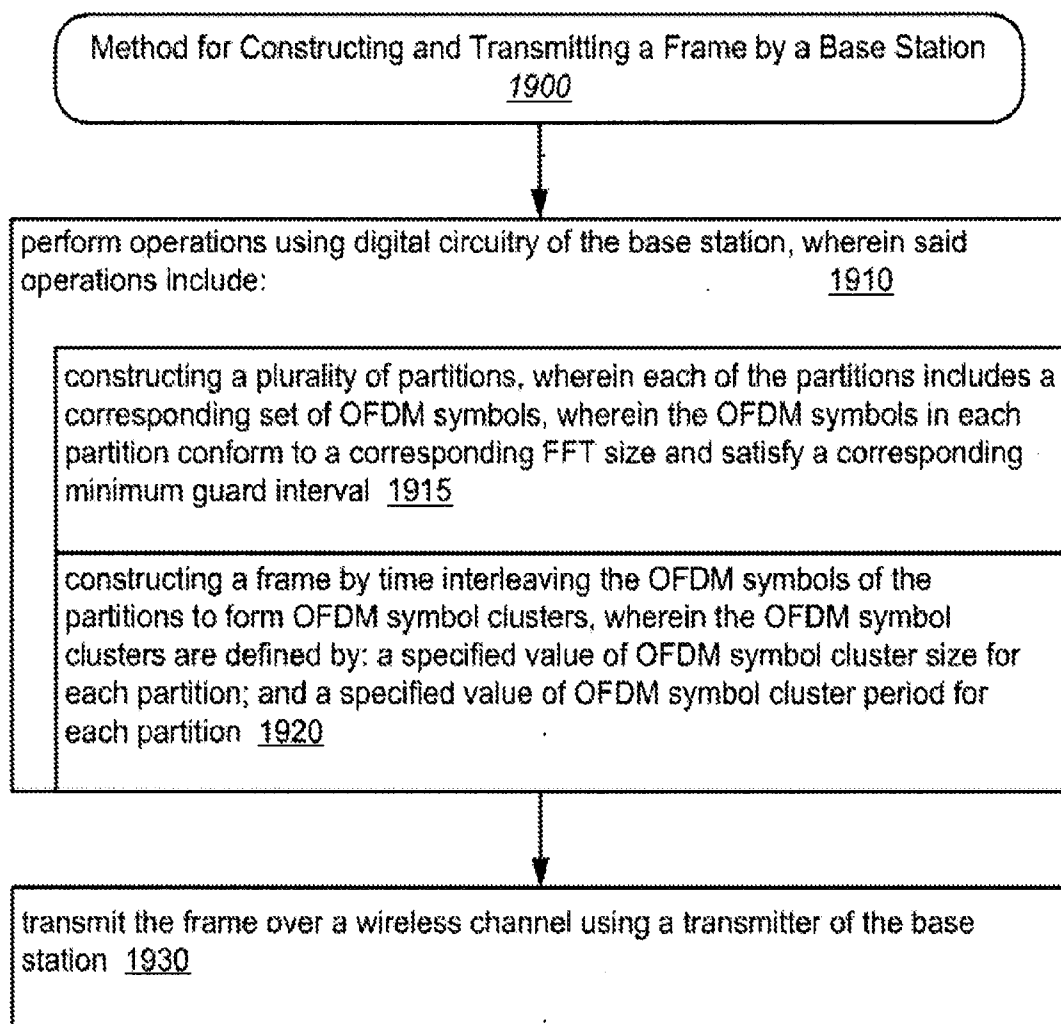 Method for Constructing and Transmitting a Frame by a Base Station
1900
perform operations using digital circuitry of the base station, wherein said
operations include: 1910
constructing a plurality of partitions, wherein each of the partitions includes a
corresponding set of OFDM symbols, wherein the OFDM symbols in each
partition conform to a corresponding FFT size and satisfy a corresponding
minimum guard interval 1915
constructing a frame by time interleaving the OFDM symbols of the
partitions to form OFDM symbol clusters, wherein the OFDM symbol
clusters are defined by: a specified value of OFDM symbol cluster size for
each partition; and a specified value of OFDM symbol cluster period for
each partition 1920
transmit the frame over a wireless channel using a transmitter of the base
station 1930